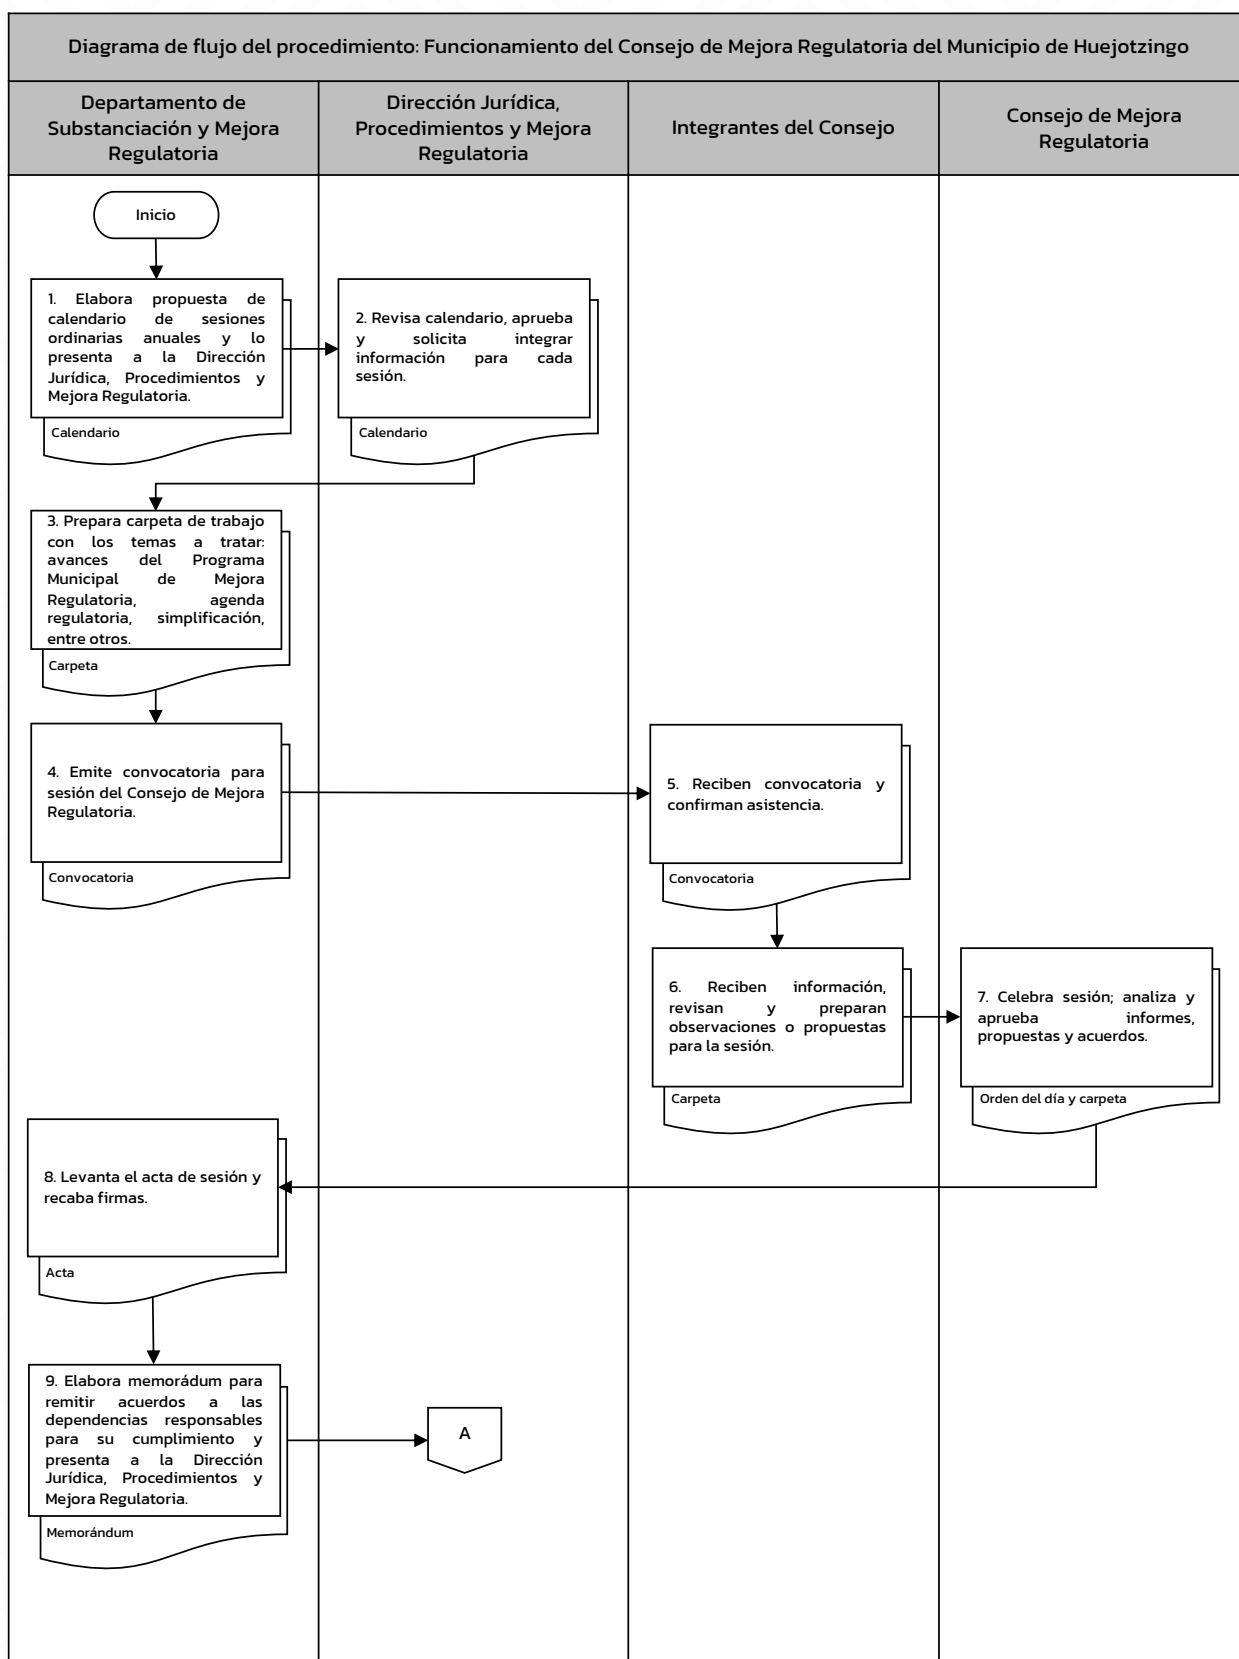 Diagrama de flujo del procedimiento: Funcionamiento del Consejo de Mejora Regulatoria del Municipio de Huejotzingo
Departamento de
Substanciación y Mejora
Regulatoria
Dirección Jurídica,
Procedimientos y Mejora
Regulatoria
Integrantes del Consejo
Consejo de Mejora
Regulatoria
Inicio
1. Elabora propuesta de
calendario de sesiones
ordinarias anuales y lo
presenta a la Dirección
Jurídica, Procedimientos y
Mejora Regulatoria.
Calendario
2. Revisa calendario, aprueba
y solicita integrar
información para cada
sesión.
Calendario
3. Prepara carpeta de trabajo
con los temas a tratar:
avances del Programa
Municipal de Mejora
Regulatoria, agenda
regulatoria, simplificación,
entre otros.
Carpeta
4. Emite convocatoria para
sesión del Consejo de Mejora
Regulatoria.
Convocatoria
5. Reciben convocatoria y
confirman asistencia.
Convocatoria
6. Reciben información,
revisan y preparan
observaciones o propuestas
para la sesión.
Carpeta
7. Celebra sesión; analiza y
aprueba informes,
propuestas y acuerdos.
Orden del día y carpeta
8. Levanta el acta de sesión y
recaba firmas.
Acta
9. Elabora memorádum para
remitir acuerdos a las
dependencias responsables
para su cumplimiento y
presenta a la Dirección
Jurídica, Procedimientos y
Mejora Regulatoria.
Memorándum
A